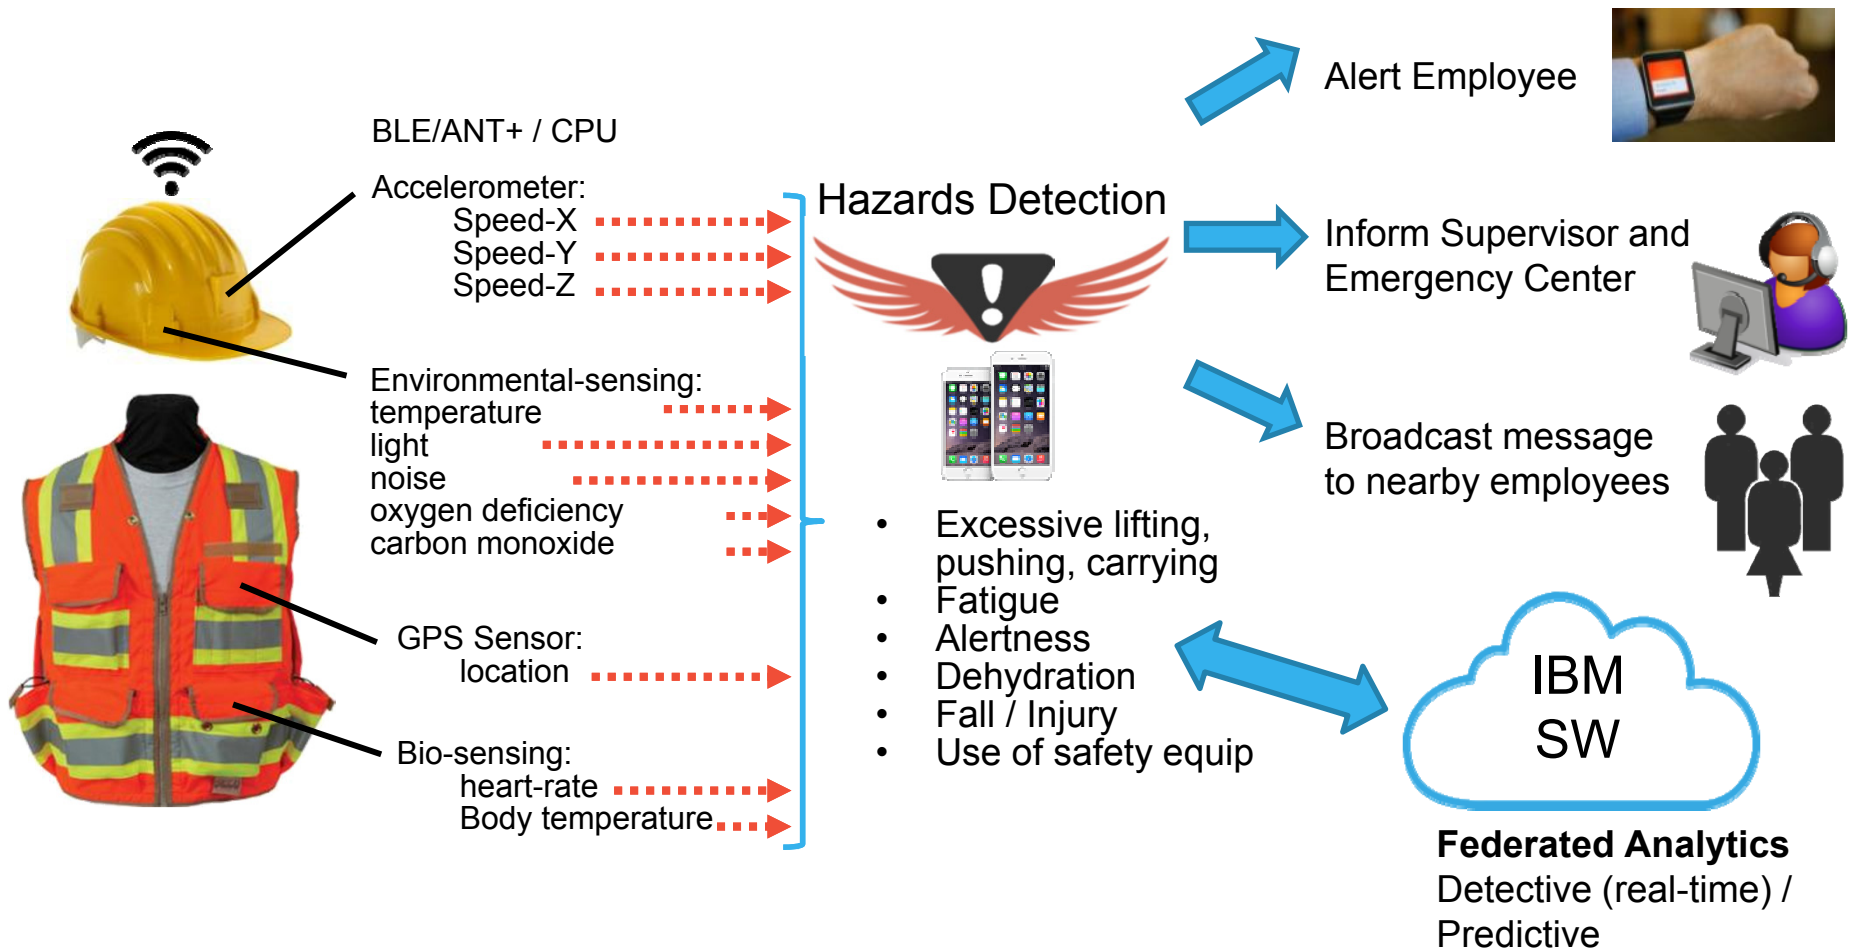 BLE/ANT+ / CPU
Accelerometer:
Speed-X
Speed-Y
Speed-Z
Environmental-sensing:
temperature
light
noise
oxygen deficiency
carbon monoxide
GPS Sensor:
location
Bio-sensing:
heart-rate
Body temperature
Hazards Detection
• Excessive lifting,
pushing, carrying
• Fatigue
• Alertness
• Dehydration
• Fall / Injury
• Use of safety equip
Alert Employee
Inform Supervisor and
Emergency Center
Broadcast message
to nearby employees
IBM
SW
Federated Analytics
Detective (real-time) /
Predictive